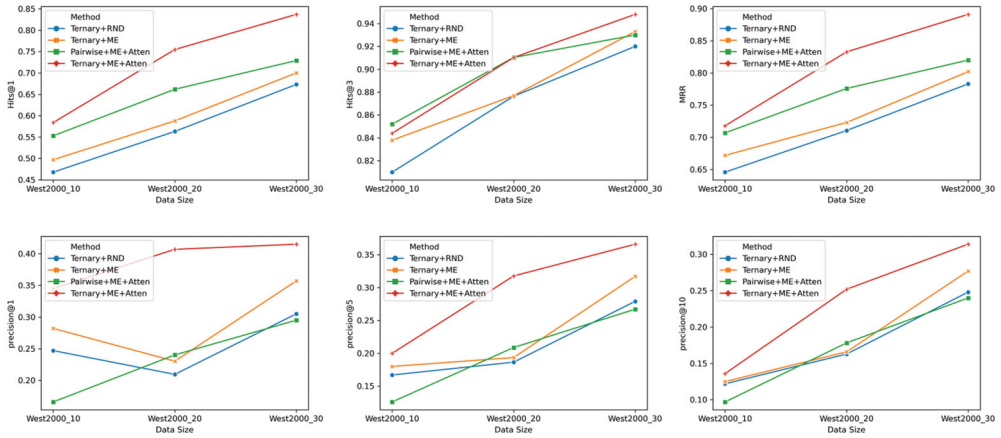 Hits@1
0.85
0.80
0.75
0.70
0.65
0.60
0.55
0.50
0.45
Method
Ternary+RND
Ternary+ME
Pairwise+ME+Atten
Ternary+ME+Atten
West2000_10
West2000_20
West2000_30
Data Size
Hits@3
0.94
0.92
0.90
0.88
0.86
0.84
0.82
Method
Ternary+RND
Ternary+ME
Pairwise+ME+Atten
Ternary+ME+Atten
West2000_10
West2000_20
West2000_30
Data Size
MRR
0.90
0.85
0.80
0.75
0.70
0.65
Method
Ternary+RND
Ternary+ME
Pairwise+ME+Atten
Ternary+ME+Atten
West2000_10
West2000_20
West2000_30
Data Size
precision@1
0.40
0.35
0.30
0.25
0.20
Method
Ternary+RND
Ternary+ME
Pairwise+ME+Atten
Ternary+ME+Atten
West2000_10
West2000_20
West2000_30
Data Size
precision@5
0.35
0.30
0.25
0.20
0.15
Method
Ternary+RND
Ternary+ME
Pairwise+ME+Atten
Ternary+ME+Atten
West2000_10
West2000_20
West2000_30
Data Size
precision@10
0.30
0.25
0.20
0.15
0.10
Method
Ternary+RND
Ternary+ME
Pairwise+ME+Atten
Ternary+ME+Atten
West2000_10
West2000_20
West2000_30
Data Size